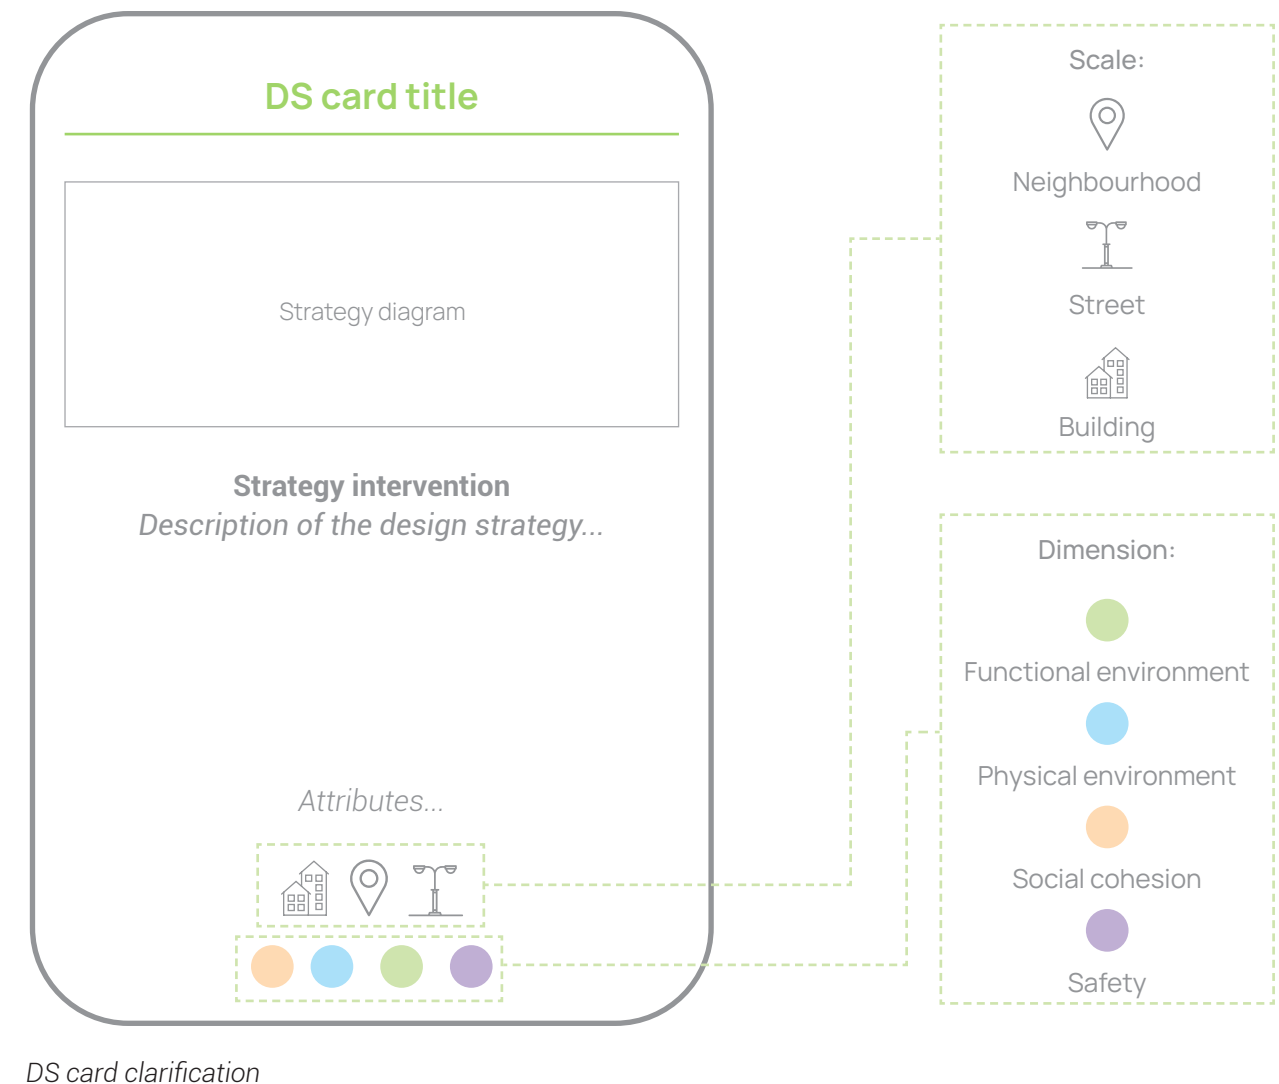 DS card title
Strategy diagram
Strategy intervention
Description of the design strategy...
Attributes...
Scale:
Neighbourhood
Street
Building
Dimension:
Functional environment
Physical environment
Social cohesion
Safety
DS card clarification